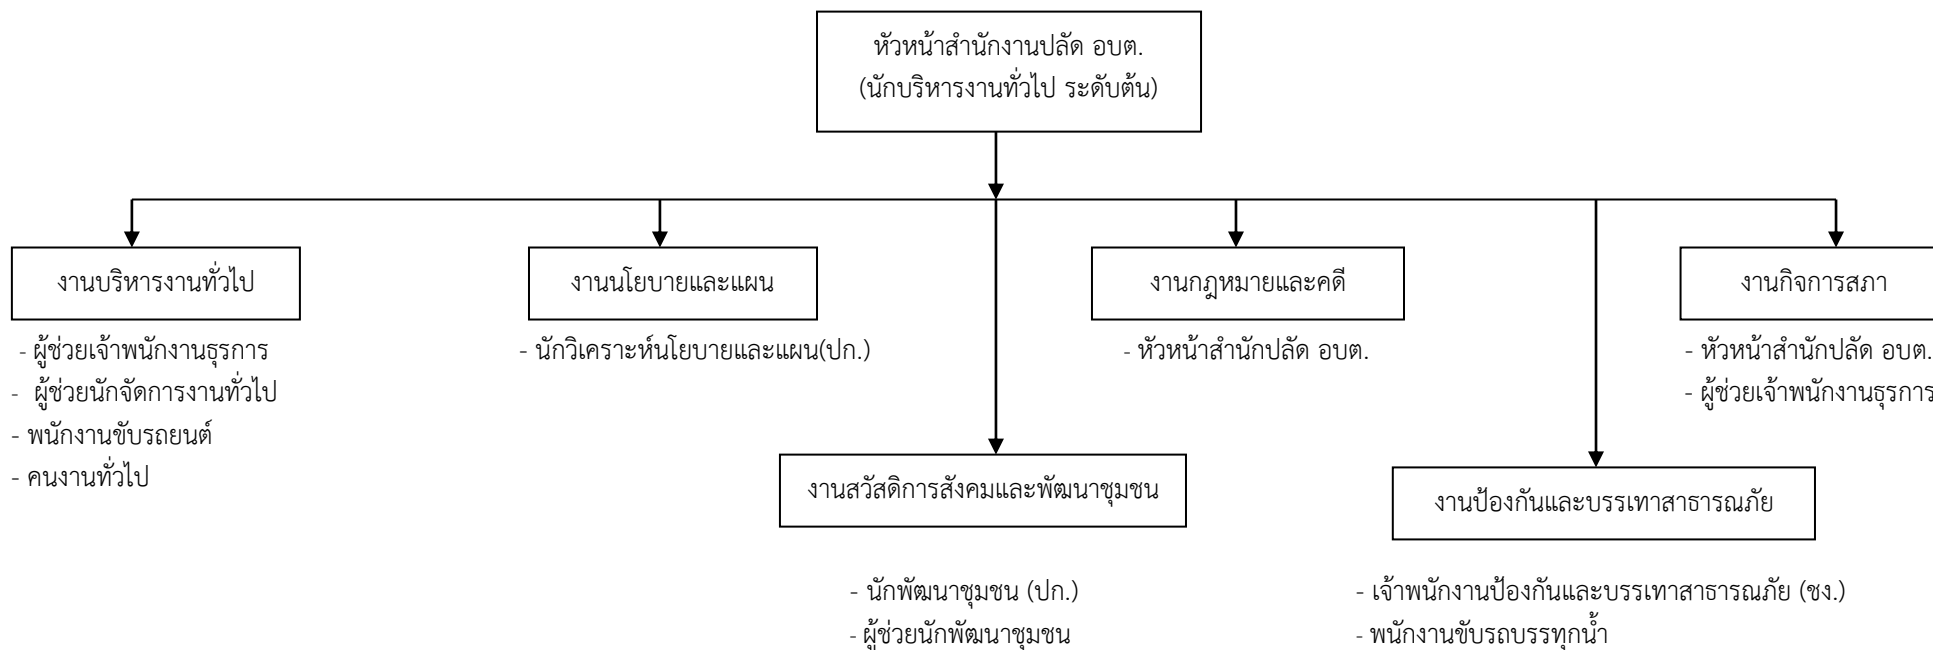 หัวหน้าสำนักงานปลัด อบต.
(นักบริหารงานทั่วไป ระดับต้น)
งานบริหารงานทั่วไป
- ผู้ช่วยเจ้าพนักงานธุรการ
- ผู้ช่วยนักจัดการงานทั่วไป
- พนักงานขับรถยนต์
- คนงานทั่วไป
งานนโยบายและแผน
- นักวิเคราะห์นโยบายและแผน(ปก.)
งานสวัสดิการสังคมและพัฒนาชุมชน
- นักพัฒนาชุมชน (ปก.)
- ผู้ช่วยนักพัฒนาชุมชน
งานกฎหมายและคดี
- หัวหน้าสำนักปลัด อบต.
งานป้องกันและบรรเทาสาธารณภัย
- เจ้าพนักงานป้องกันและบรรเทาสาธารณภัย (ชง.)
- พนักงานขับรถบรรทุกน้ำ
งานกิจการสภา
- หัวหน้าสำนักปลัด อบต.
- ผู้ช่วยเจ้าพนักงานธุรการ